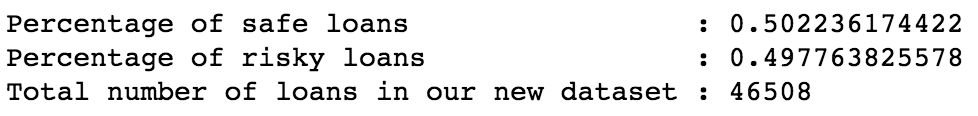 Percentage of safe loans                 : 0.502236174422
Percentage of risky loans                : 0.497763825578
Total number of loans in our new dataset : 46508